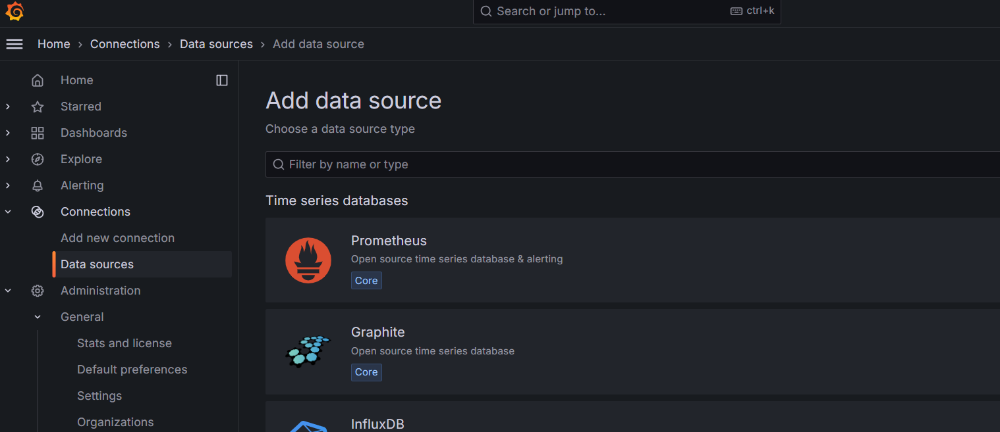 Search or jump to...
ctrl+k
Home › Connections › Data sources › Add data source
Home
Starred
Dashboards
Explore
Alerting
Connections
Add new connection
Data sources
Administration
General
Stats and license
Default preferences
Settings
Organizations
Add data source
Choose a data source type
Filter by name or type
Time series databases
Prometheus
Open source time series database & alerting
Core
Graphite
Open source time series database
Core
InfluxDB